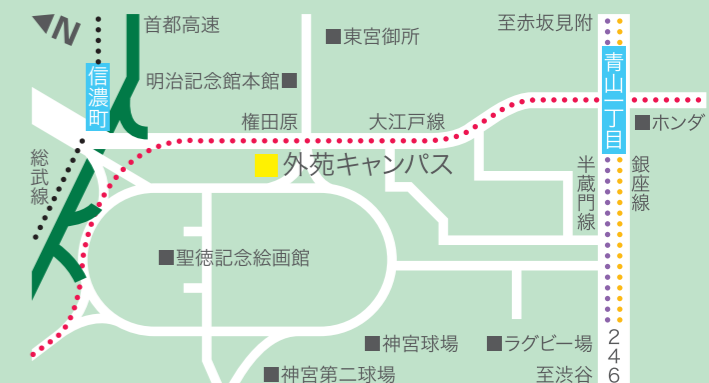 N
首都高速
至赤坂見附
東宮御所
信濃町
明治記念館本館
青山一丁目
権田原
大江戸線
ホンダ
総武線
外苑キャンパス
半蔵門線
銀座線
聖徳記念絵画館
神宮球場
ラグビー場
246
神宮第二球場
至渋谷